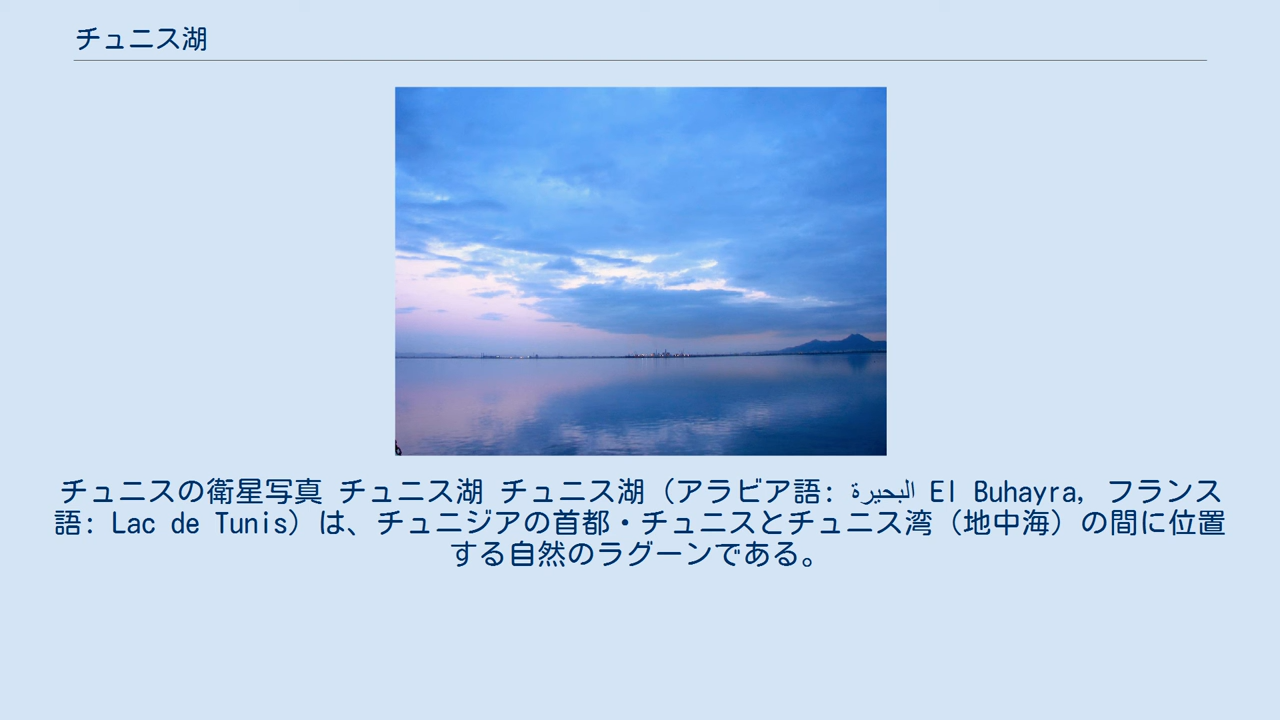 チュニス湖
チュニスの衛星写真 チュニス湖 チュニス湖（アラビア語: البحيرة El Buhayra, フランス
語: Lac de Tunis）は、チュニジアの首都・チュニスとチュニス湾（地中海）の間に位置
する自然のラグーンである。